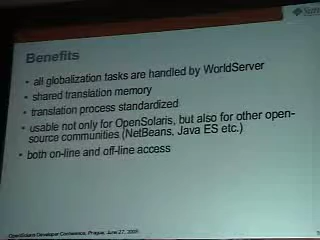 Sun
Benefits
• all globalization tasks are handled by WorldServer
• shared translation memory
• translation process standardized
• usable not only for OpenSolaris, but also for other open-
source communities (NetBeans, Java ES etc.)
• both on-line and off-line access
OpenSolaris Developer Conference, Prague, June 27, 2008